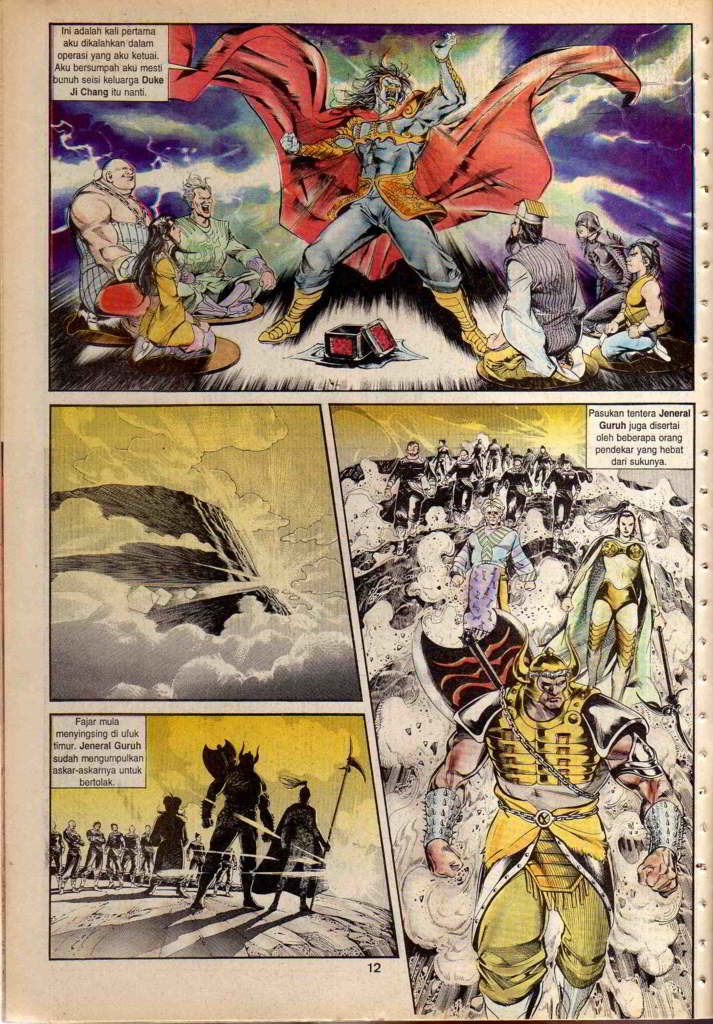 Ini adalah kali pertama
aku dikalahkan dalam
operasi yang aku ketuai.
Aku bersumpah aku mesti
bunuh seisi keluarga Duke
Ji Chang itu nanti.
Pasukan tentera Jeneral
Guruh juga disertai
oleh beberapa orang
pendekar yang hebat
dari sukunya.
Fajar mula
menyingsing di ufuk
timur. Jeneral Guruh
sudah mengumpulkan
askar-askarnya untuk
bertolak.
12